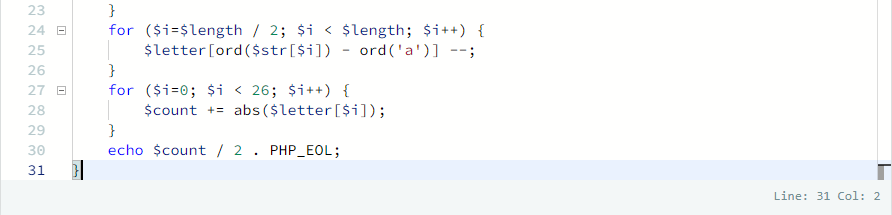 23 }
24 for ($i=$length / 2; $i < $length; $i++) {
25 $letter[ord($str[$i]) - ord('a')] --;
26 }
27 for ($i=0; $i < 26; $i++) {
28 $count += abs($letter[$i]);
29 }
30 echo $count / 2 . PHP_EOL;
31 }
Line: 31 Col: 2